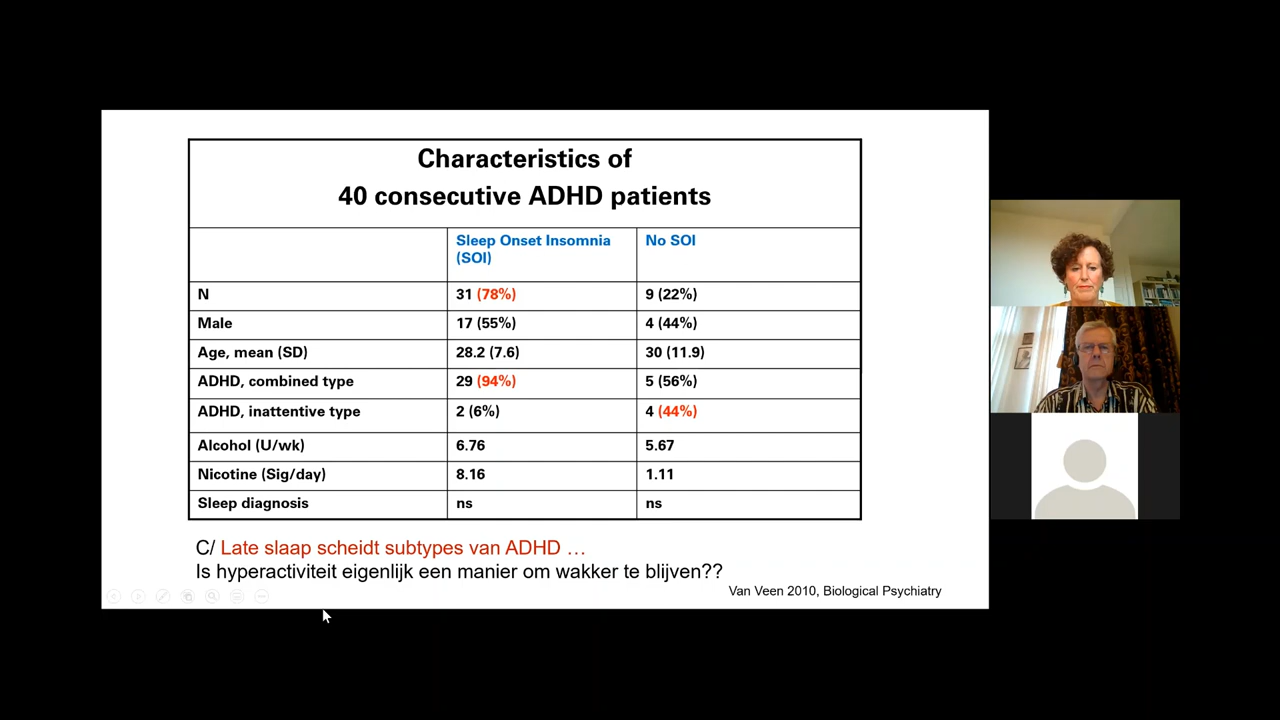 Characteristics of
40 consecutive ADHD patients
Sleep Onset Insomnia (SOI) No SOI
N 31 (78%) 9 (22%)
Male 17 (55%) 4 (44%)
Age, mean (SD) 28.2 (7.6) 30 (11.9)
ADHD, combined type 29 (94%) 5 (56%)
ADHD, inattentive type 2 (6%) 4 (44%)
Alcohol (U/wk) 6.76 5.67
Nicotine (Sig/day) 8.16 1.11
Sleep diagnosis ns ns
C/ Late slaap scheidt subtypes van ADHD …
Is hyperactiviteit eigenlijk een manier om wakker te blijven??
Van Veen 2010, Biological Psychiatry